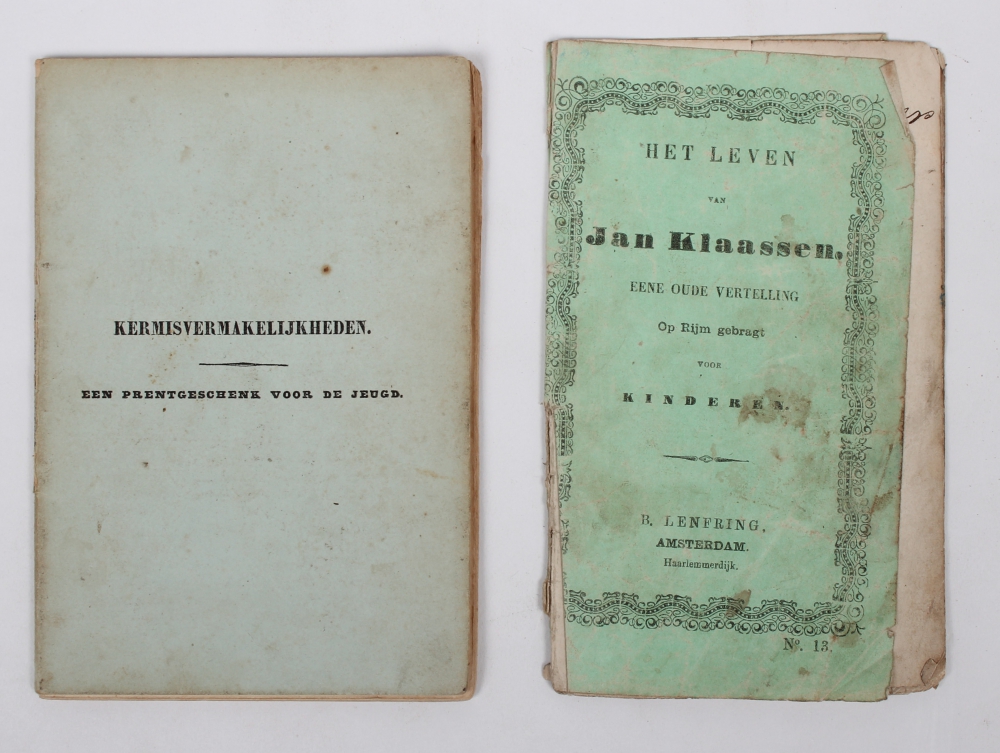 KERMISVERMAKELIJKHEDEN.
EEN PRENTGESCHENK VOOR DE JEUGD.
HET LEVEN
VAN
Jan Klaassen,
EENE OUDE VERTELLING
Op Rijm gebragt
VOOR
KINDEREN.
B. LENFRING,
AMSTERDAM.
Haarlemmerdijk.
No. 13.